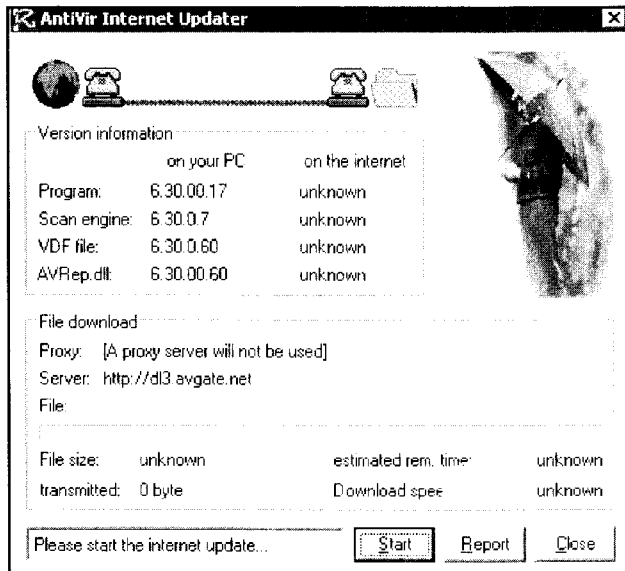 AntiVir Internet Updater
Version information
on your PC on the internet
Program: 6.30.00.17 unknown
Scan engine: 6.30.0.7 unknown
VDF file: 6.30.0.60 unknown
AVRep.dll: 6.30.00.60 unknown
File download
Proxy: [A proxy server will not be used]
Server: http://dl3.avgate.net
File:
File size: unknown estimated rem. time: unknown
transmitted: 0 byte Download spee unknown
Please start the internet update... Start Report Close